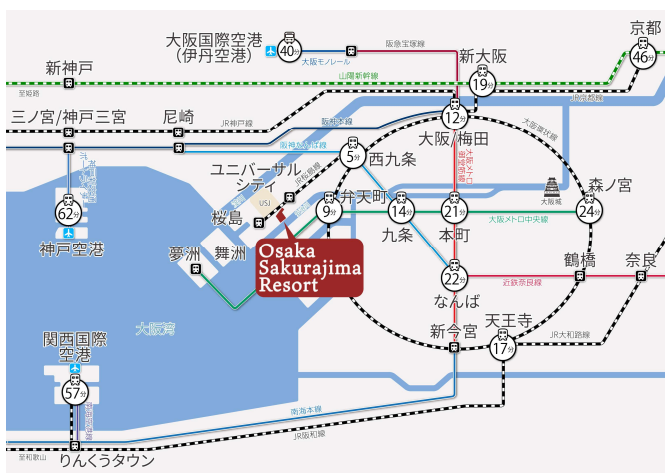 京都
46分
大阪国際空港
（伊丹空港）
40分
阪急宝塚線
大阪モノレール
新大阪
19分
新神戸
山陽新幹線
至姫路
JR京都線
三ノ宮/神戸三宮
尼崎
JR神戸線
阪神本線
12分
大阪/梅田
大阪環状線
5分
西九条
大阪メトロ
御堂筋線
ユニバーサル
シティ
JR桜島線
USJ
62分
神戸空港
桜島
9分
弁天町
14分
九条
21分
本町
大阪メトロ中央線
大阪城
森ノ宮
24分
夢洲
舞洲
Osaka
Sakurajima
Resort
22分
なんば
近鉄奈良線
鶴橋
奈良
大阪湾
新今宮
天王寺
17分
JR大和路線
関西国際
空港
57分
南海本線
JR阪和線
至和歌山
りんくうタウン